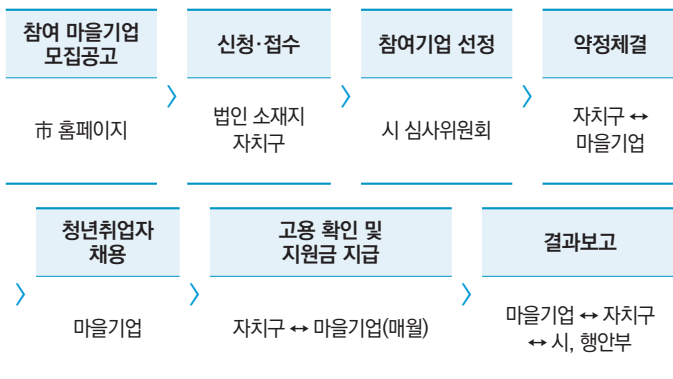 참여 마을기업
모집공고
市 홈페이지
신청·접수
법인 소재지
자치구
참여기업 선정
시 심사위원회
약정체결
자치구 ↔
마을기업
청년취업자
채용
마을기업
고용 확인 및
지원금 지급
자치구 ↔ 마을기업(매월)
결과보고
마을기업 ↔ 자치구
↔ 시, 행안부